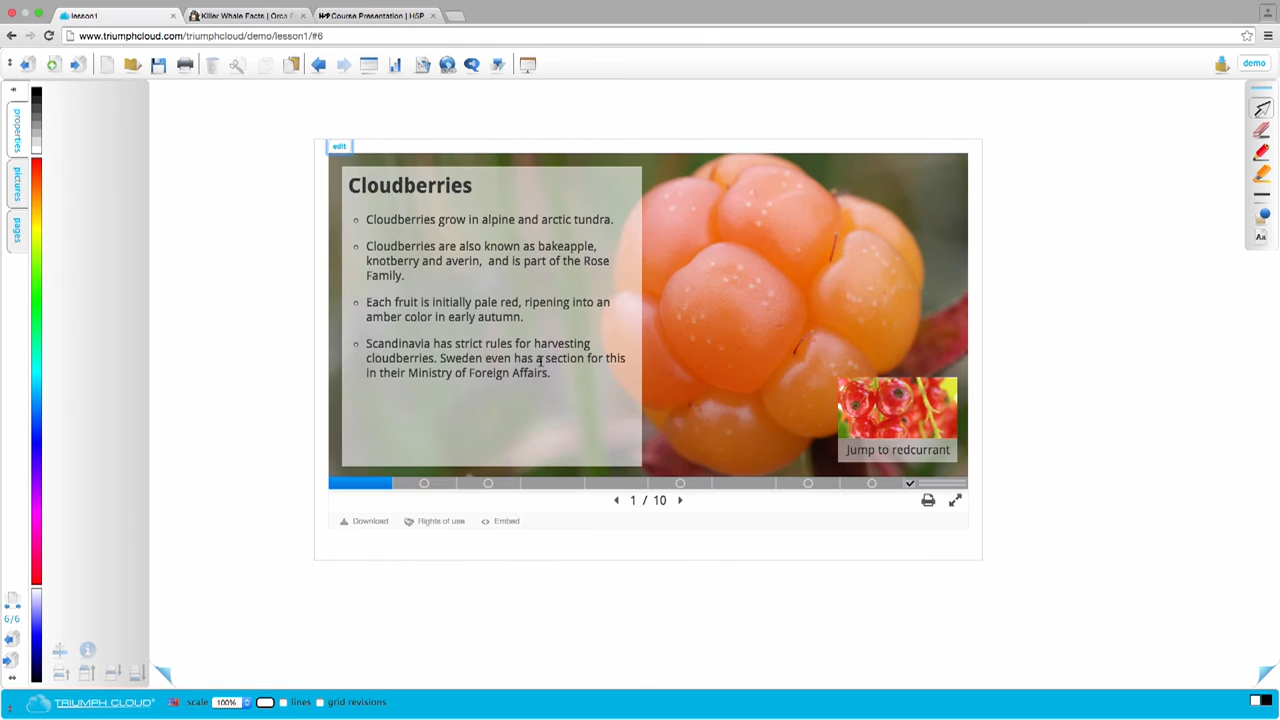 lesson1
Killer Whale Facts | Orca F
Course Presentation | H5P
www.triumphcloud.com/triumphcloud/demo/lesson1/#6
demo
properties
pictures
pages
edit
Cloudberries
Cloudberries grow in alpine and arctic tundra.
Cloudberries are also known as bakeapple,
knotberry and averin, and is part of the Rose
Family.
Each fruit is initially pale red, ripening into an
amber color in early autumn.
Scandinavia has strict rules for harvesting
cloudberries. Sweden even has a section for this
in their Ministry of Foreign Affairs.
Jump to redcurrant
1 / 10
Download Rights of use Embed
Aa
6/6
TRIUMPH CLOUD scale 100% lines grid revisions